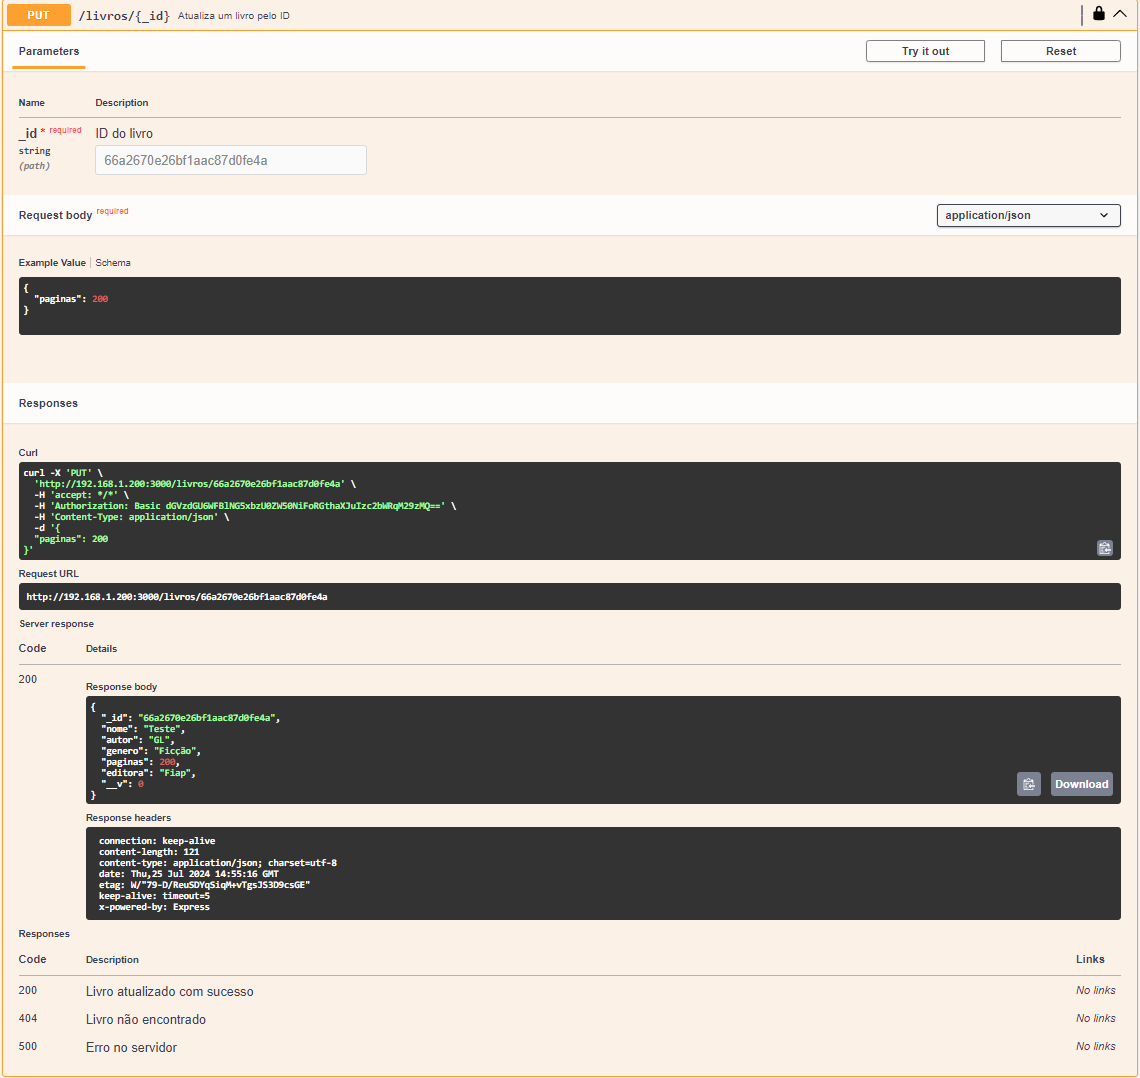 PUT /livros/{_id} Atualiza um livro pelo ID
Parameters
Try it out
Reset
Name Description
_id * required ID do livro
string
(path)
66a2670e26bf1aac87d0fe4a
Request body required
application/json
Example Value Schema
{
  "paginas": 200
}
Responses
Curl
curl -X 'PUT' \
  'http://192.168.1.200:3000/livros/66a2670e26bf1aac87d0fe4a' \
  -H 'accept: */*' \
  -H 'Authorization: Basic dGVzdGU6WFBlNG5xbzU0ZW50NiFoRGthaXJuIzc2bWRqM29zMQ==' \
  -H 'Content-Type: application/json' \
  -d '{
  "paginas": 200
}'
Request URL
http://192.168.1.200:3000/livros/66a2670e26bf1aac87d0fe4a
Server response
Code Details
200
Response body
{
  "_id": "66a2670e26bf1aac87d0fe4a",
  "nome": "Teste",
  "autor": "GL",
  "genero": "Ficção",
  "paginas": 200,
  "editora": "Fiap",
  "__v": 0
}
Download
Response headers
connection: keep-alive
content-length: 121
content-type: application/json; charset=utf-8
date: Thu,25 Jul 2024 14:55:16 GMT
etag: W/"79-D/ReuSDYqSiqM+vTgsJS3D9csGE"
keep-alive: timeout=5
x-powered-by: Express
Responses
Code Description Links
200 Livro atualizado com sucesso No links
404 Livro não encontrado No links
500 Erro no servidor No links